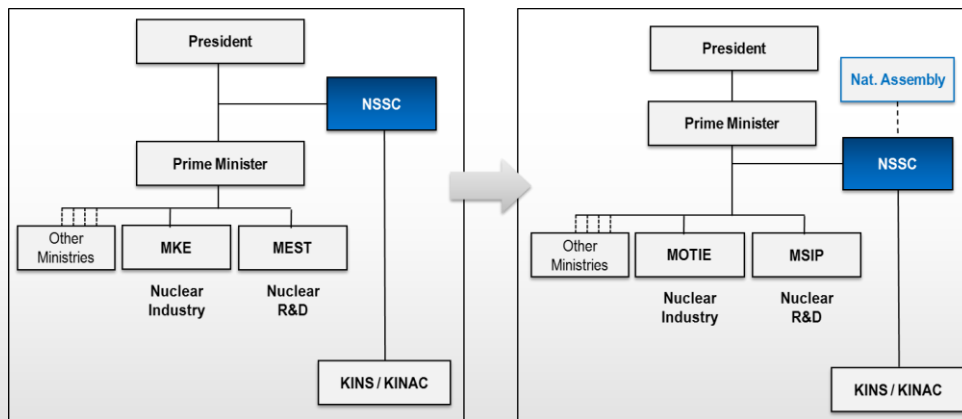 President
NSSC
Prime Minister
Other
Ministries
MKE
MEST
Nuclear
Industry
Nuclear
R&D
KINS / KINAC
President
Nat. Assembly
Prime Minister
NSSC
Other
Ministries
MOTIE
MSIP
Nuclear
Industry
Nuclear
R&D
KINS / KINAC